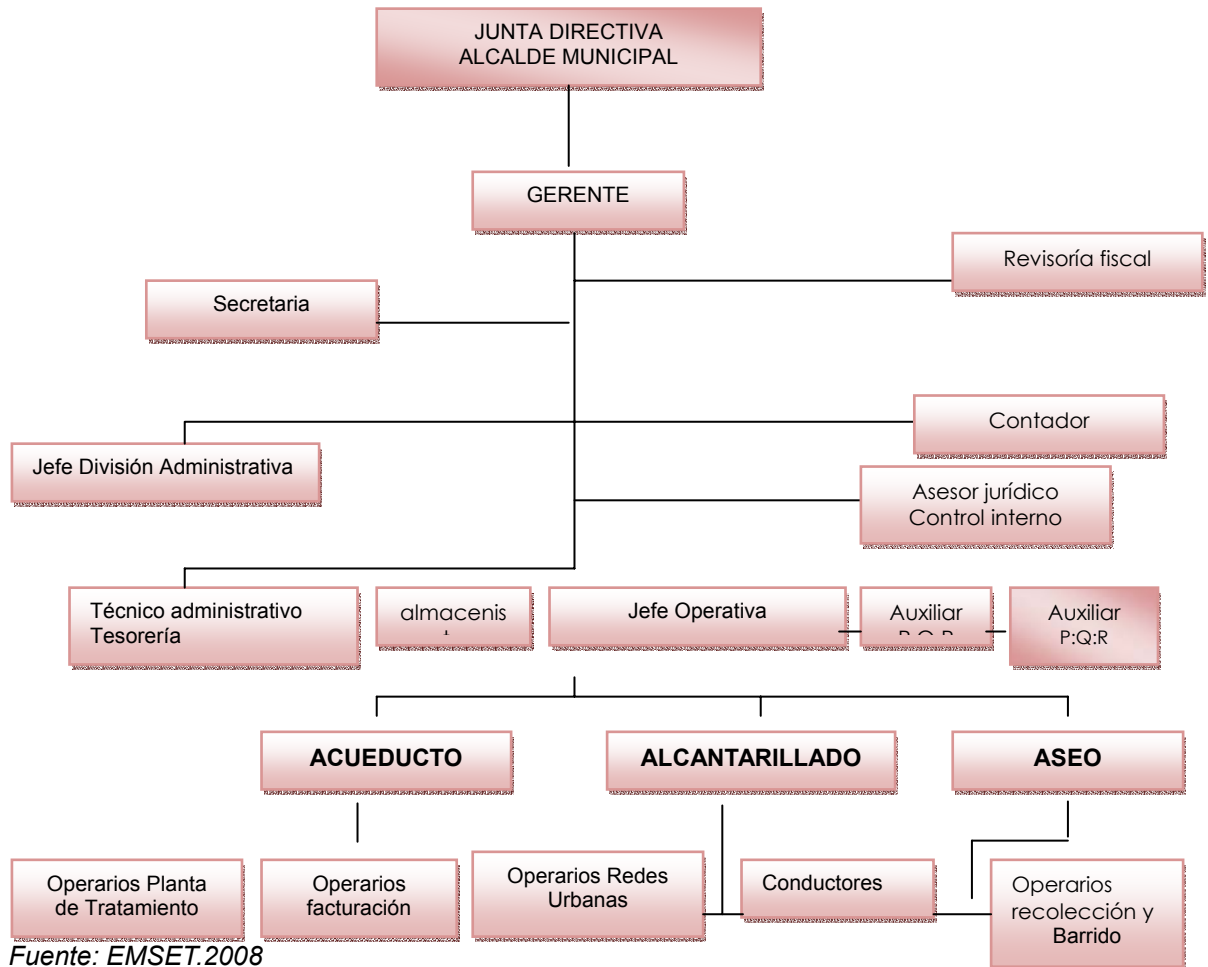 JUNTA DIRECTIVA
ALCALDE MUNICIPAL
GERENTE
Revisoría fiscal
Secretaria
Contador
Jefe División Administrativa
Asesor jurídico
Control interno
Técnico administrativo
Tesorería
almacenis
Jefe Operativa
Auxiliar
Auxiliar
P:Q:R
ACUEDUCTO
ALCANTARILLADO
ASEO
Operarios Planta
de Tratamiento
Operarios
facturación
Operarios Redes
Urbanas
Conductores
Operarios
recolección y
Barrido
Fuente: EMSET.2008